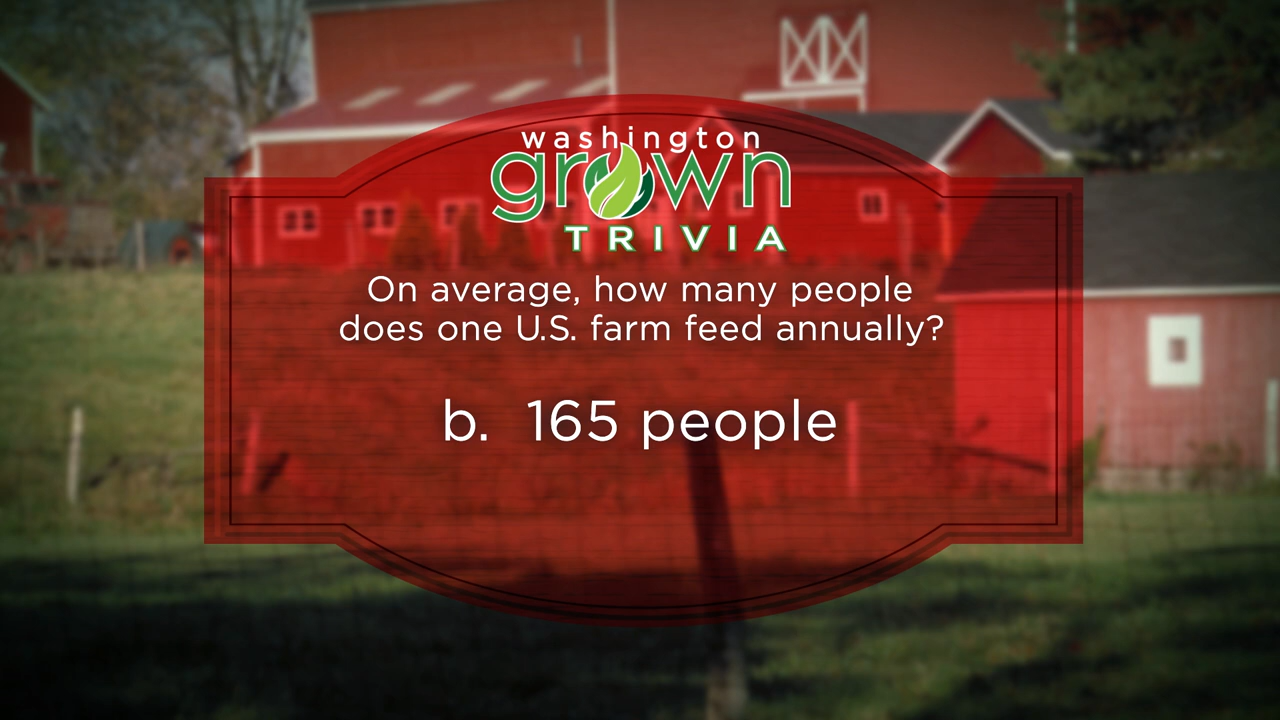 washington
grown
TRIVIA
On average, how many people
does one U.S. farm feed annually?
b. 165 people